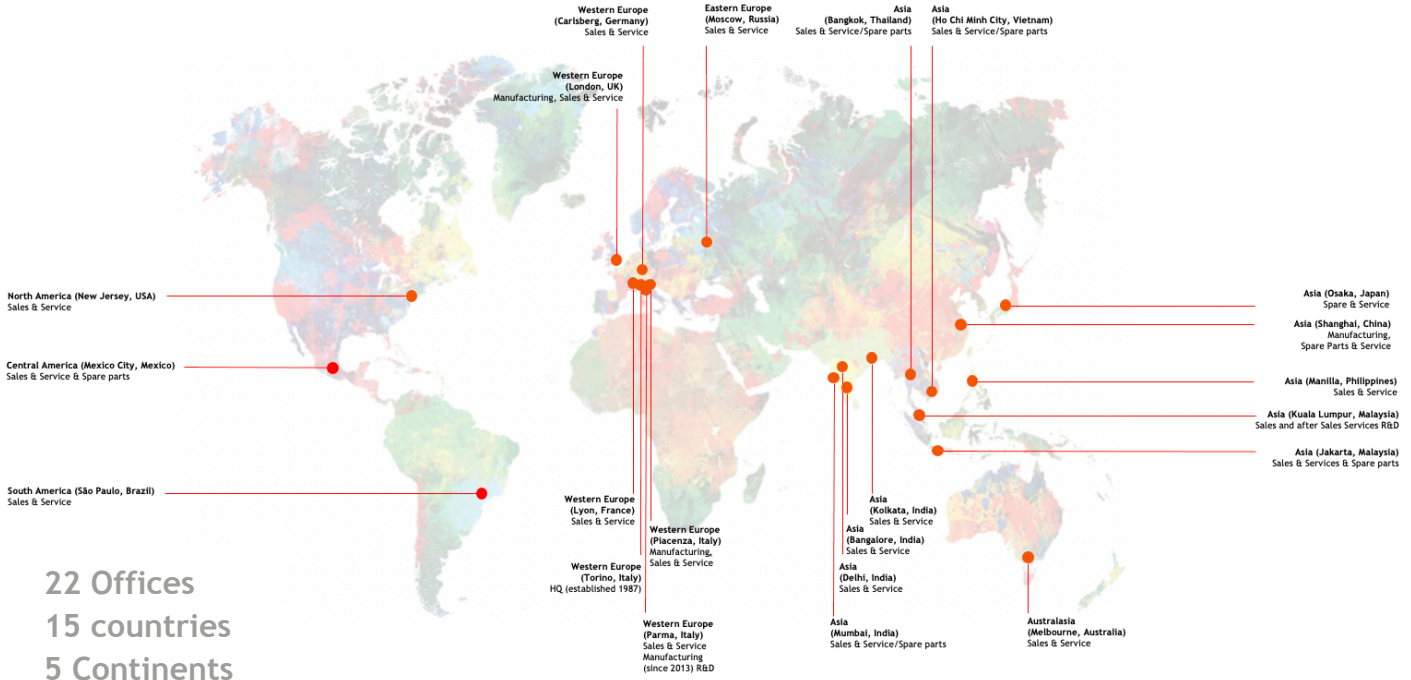 Western Europe
(Carlsberg, Germany)
Sales & Service
Eastern Europe
(Moscow, Russia)
Sales & Service
Asia
(Bangkok, Thailand)
Sales & Service/Spare parts
Asia
(Ho Chi Minh City, Vietnam)
Sales & Service/Spare parts
Western Europe
(London, UK)
Manufacturing, Sales & Service
North America (New Jersey, USA)
Sales & Service
Central America (Mexico City, Mexico)
Sales & Service & Spare parts
South America (São Paulo, Brazil)
Sales & Service
Asia (Osaka, Japan)
Spare & Service
Asia (Shanghai, China)
Manufacturing,
Spare Parts & Service
Asia (Manilla, Philippines)
Sales & Service
Asia (Kuala Lumpur, Malaysia)
Sales and after Sales Services R&D
Asia (Jakarta, Malaysia)
Sales & Services & Spare parts
Western Europe
(Lyon, France)
Sales & Service
Western Europe
(Piacenza, Italy)
Manufacturing,
Sales & Service
Western Europe
(Torino, Italy)
HQ (established 1987)
Western Europe
(Parma, Italy)
Sales & Service
Manufacturing
(since 2013) R&D
Asia
(Kolkata, India)
Sales & Service
Asia
(Bangalore, India)
Sales & Service
Asia
(Delhi, India)
Sales & Service
Asia
(Mumbai, India)
Sales & Service/Spare parts
Australasia
(Melbourne, Australia)
Sales & Service
22 Offices
15 countries
5 Continents